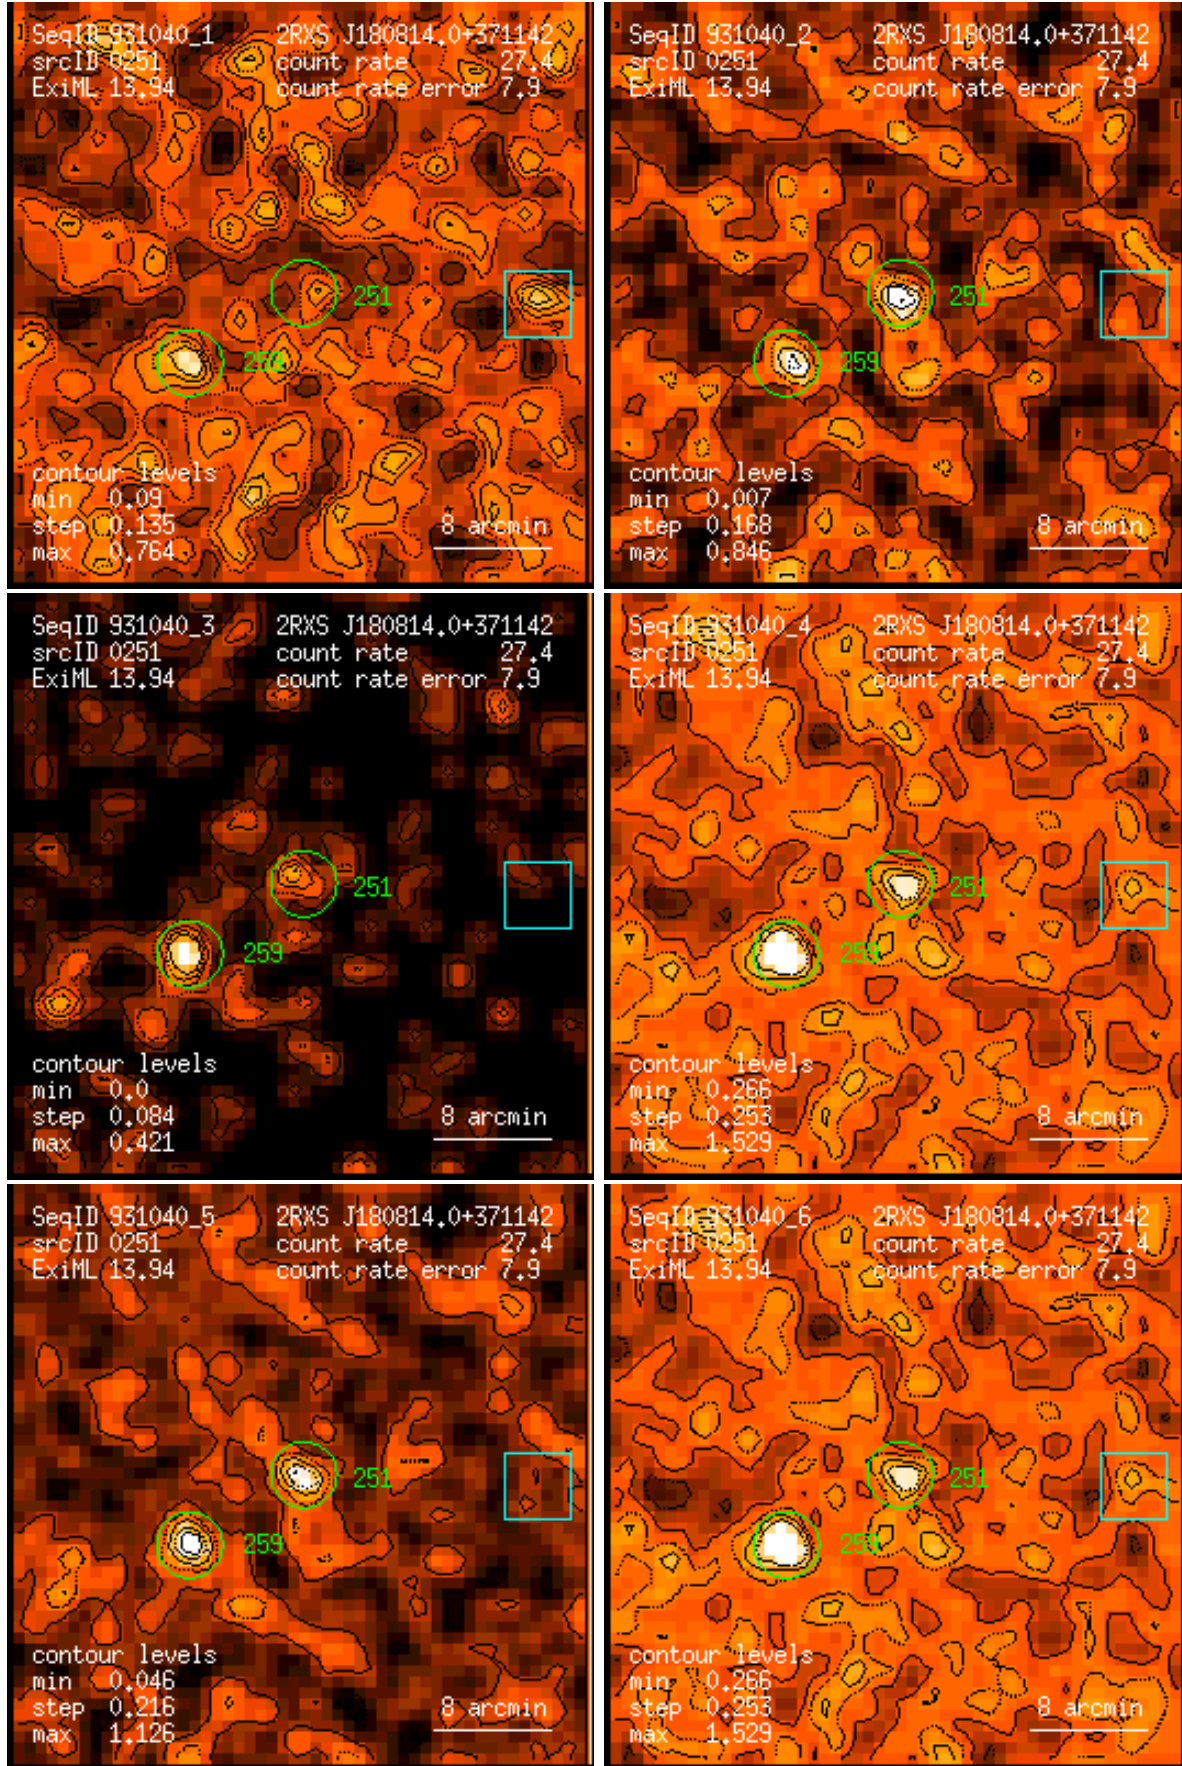 SeqID 931040_1 2RXS J180814.0+371142
srcID 0251 count rate 27.4
ExiML 13.94 count rate error 7.9
251
259
contour levels
min 0.09
step 0.135 8 arcmin
max 0.764
SeqID 931040_2 2RXS J180814.0+371142
srcID 0251 count rate 27.4
ExiML 13.94 count rate error 7.9
251
259
contour levels
min 0.007
step 0.168 8 arcmin
max 0.846
SeqID 931040_3 2RXS J180814.0+371142
srcID 0251 count rate 27.4
ExiML 13.94 count rate error 7.9
251
259
contour levels
min 0.0
step 0.084 8 arcmin
max 0.421
SeqID 931040_4 2RXS J180814.0+371142
srcID 0251 count rate 27.4
ExiML 13.94 count rate error 7.9
251
259
contour levels
min 0.266
step 0.253 8 arcmin
max 1.529
SeqID 931040_5 2RXS J180814.0+371142
srcID 0251 count rate 27.4
ExiML 13.94 count rate error 7.9
251
259
contour levels
min 0.046
step 0.216 8 arcmin
max 1.126
SeqID 931040_6 2RXS J180814.0+371142
srcID 0251 count rate 27.4
ExiML 13.94 count rate error 7.9
251
259
contour levels
min 0.266
step 0.253 8 arcmin
max 1.529